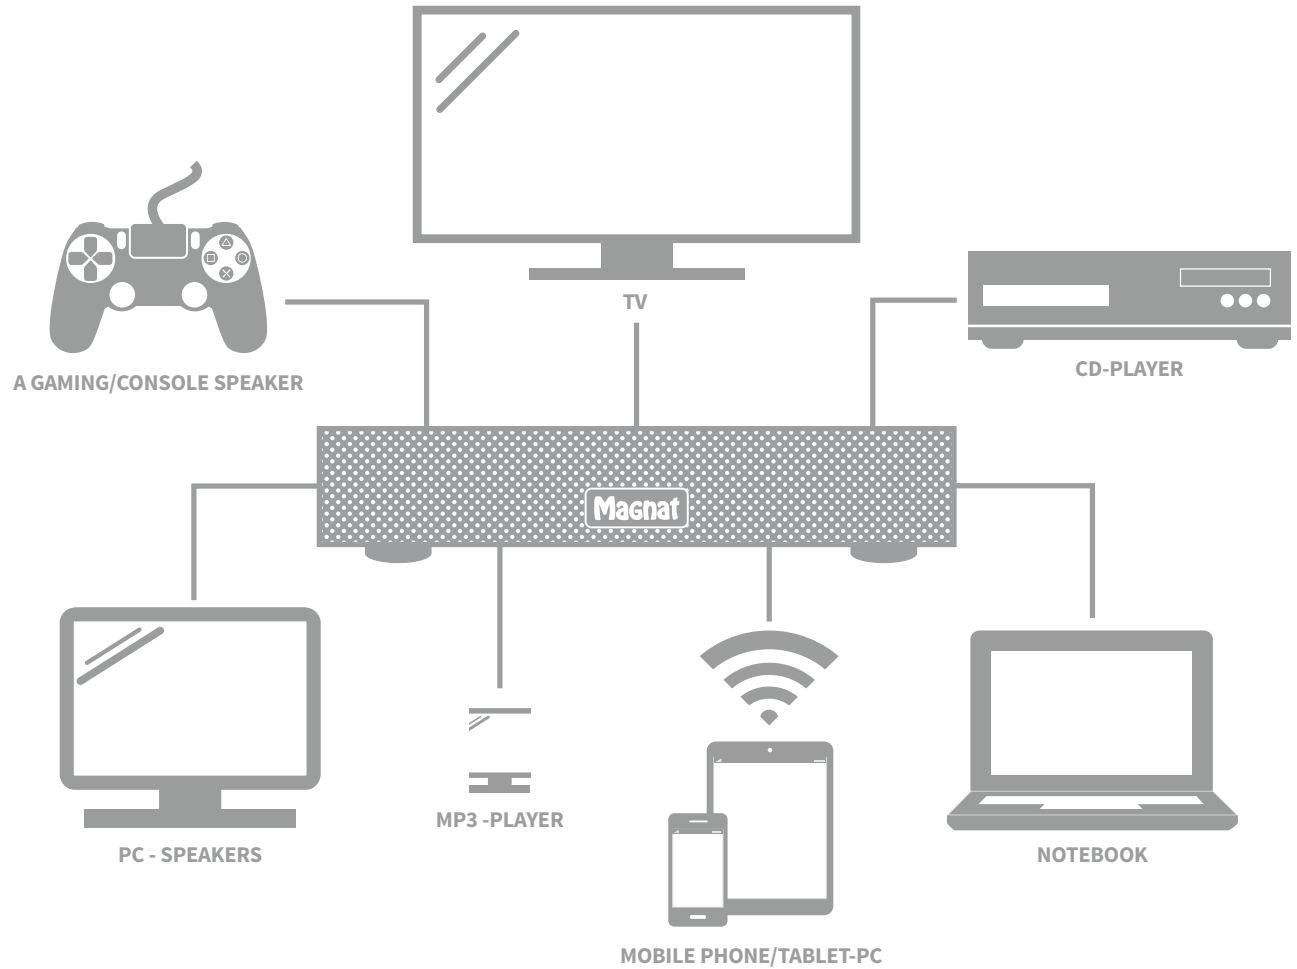 TV
A GAMING/CONSOLE SPEAKER
CD-PLAYER
Magnat
MP3 -PLAYER
PC - SPEAKERS
NOTEBOOK
MOBILE PHONE/TABLET-PC